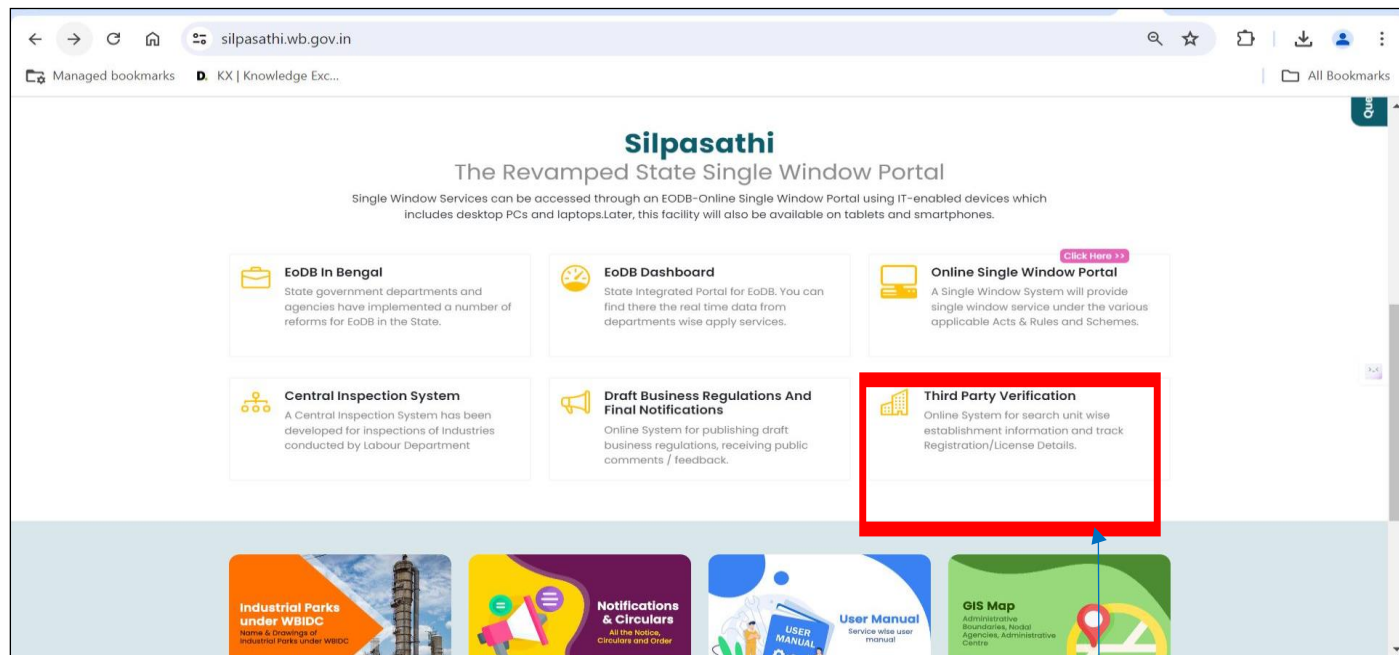 silpasathi.wb.gov.in
Managed bookmarks
D. KX | Knowledge Exc...
All Bookmarks
Que
Silpasathi
The Revamped State Single Window Portal
Single Window Services can be accessed through an EODB-Online Single Window Portal using IT-enabled devices which
includes desktop PCs and laptops.Later, this facility will also be available on tablets and smartphones.
EoDB In Bengal
State government departments and
agencies have implemented a number of
reforms for EoDB in the State.
EoDB Dashboard
State Integrated Portal for EoDB. You can
find there the real time data from
departments wise apply services.
Click Here >>
Online Single Window Portal
A Single Window System will provide
single window service under the various
applicable Acts & Rules and Schemes.
Central Inspection System
A Central Inspection System has been
developed for inspections of Industries
conducted by Labour Department
Draft Business Regulations And
Final Notifications
Online System for publishing draft
business regulations, receiving public
comments / feedback.
Third Party Verification
Online System for search unit wise
establishment information and track
Registration/License Details.
Industrial Parks
under WBIDC
Name & Drawings of
Industrial Parks under WBIDC
Notifications
& Circulars
All the Notice,
Circulars and Order
USER
MANUAL
User Manual
Service wise user
manual
GIS Map
Administrative
Boundaries, Nodal
Agencies, Administrative
Centre